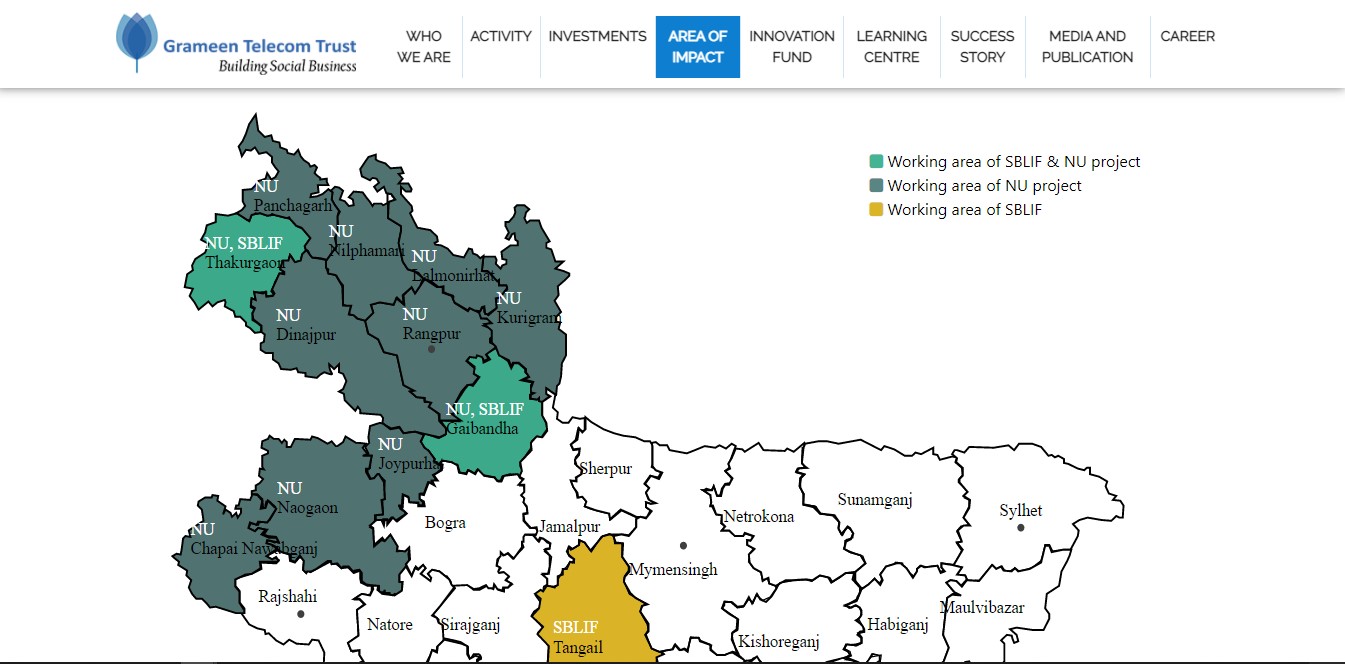 Grameen Telecom Trust
Building Social Business
WHO
WE ARE
ACTIVITY
INVESTMENTS
AREA OF
IMPACT
INNOVATION
FUND
LEARNING
CENTRE
SUCCESS
STORY
MEDIA AND
PUBLICATION
CAREER
Working area of SBLIF & NU project
Working area of NU project
Working area of SBLIF
NU
Panchagarh
NU, SBLIF
Thakurgaon
NU
Nilphamari
NU
Lalmonirhat
NU
Kurigram
NU
Dinajpur
NU
Rangpur
NU, SBLIF
Gaibandha
NU
Joypurhat
NU
Naogaon
NU
Chapai Nawabganj
Bogra
Sherpur
Jamalpur
Netrokona
Sunamganj
Sylhet
Mymensingh
Rajshahi
Natore
Sirajganj
SBLIF
Tangail
Kishoreganj
Habiganj
Maulvibazar